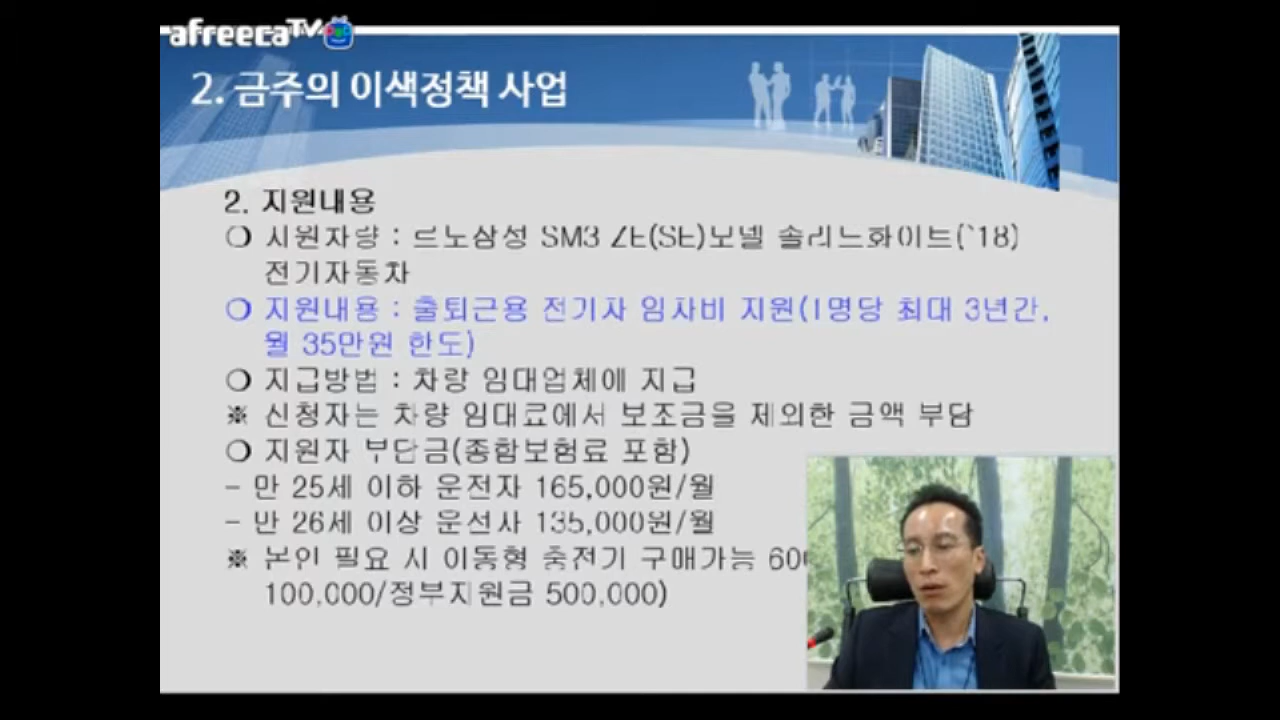 afreecaTV
2. 금주의 이색정책 사업
2. 지원내용
❍ 지원차량 : 르노삼성 SM3 ZE(SE)모델 솔리드화이트(`18)
전기자동차
❍ 지원내용 : 출퇴근용 전기차 임차비 지원(1명당 최대 3년간,
월 35만원 한도)
❍ 지급방법 : 차량 임대업체에 지급
※ 신청자는 차량 임대료에서 보조금을 제외한 금액 부담
❍ 지원자 부담금(종합보험료 포함)
- 만 25세 이하 운전자 165,000원/월
- 만 26세 이상 운전자 135,000원/월
※ 본인 필요 시 이동형 충전기 구매가능
100,000/정부지원금 500,000)